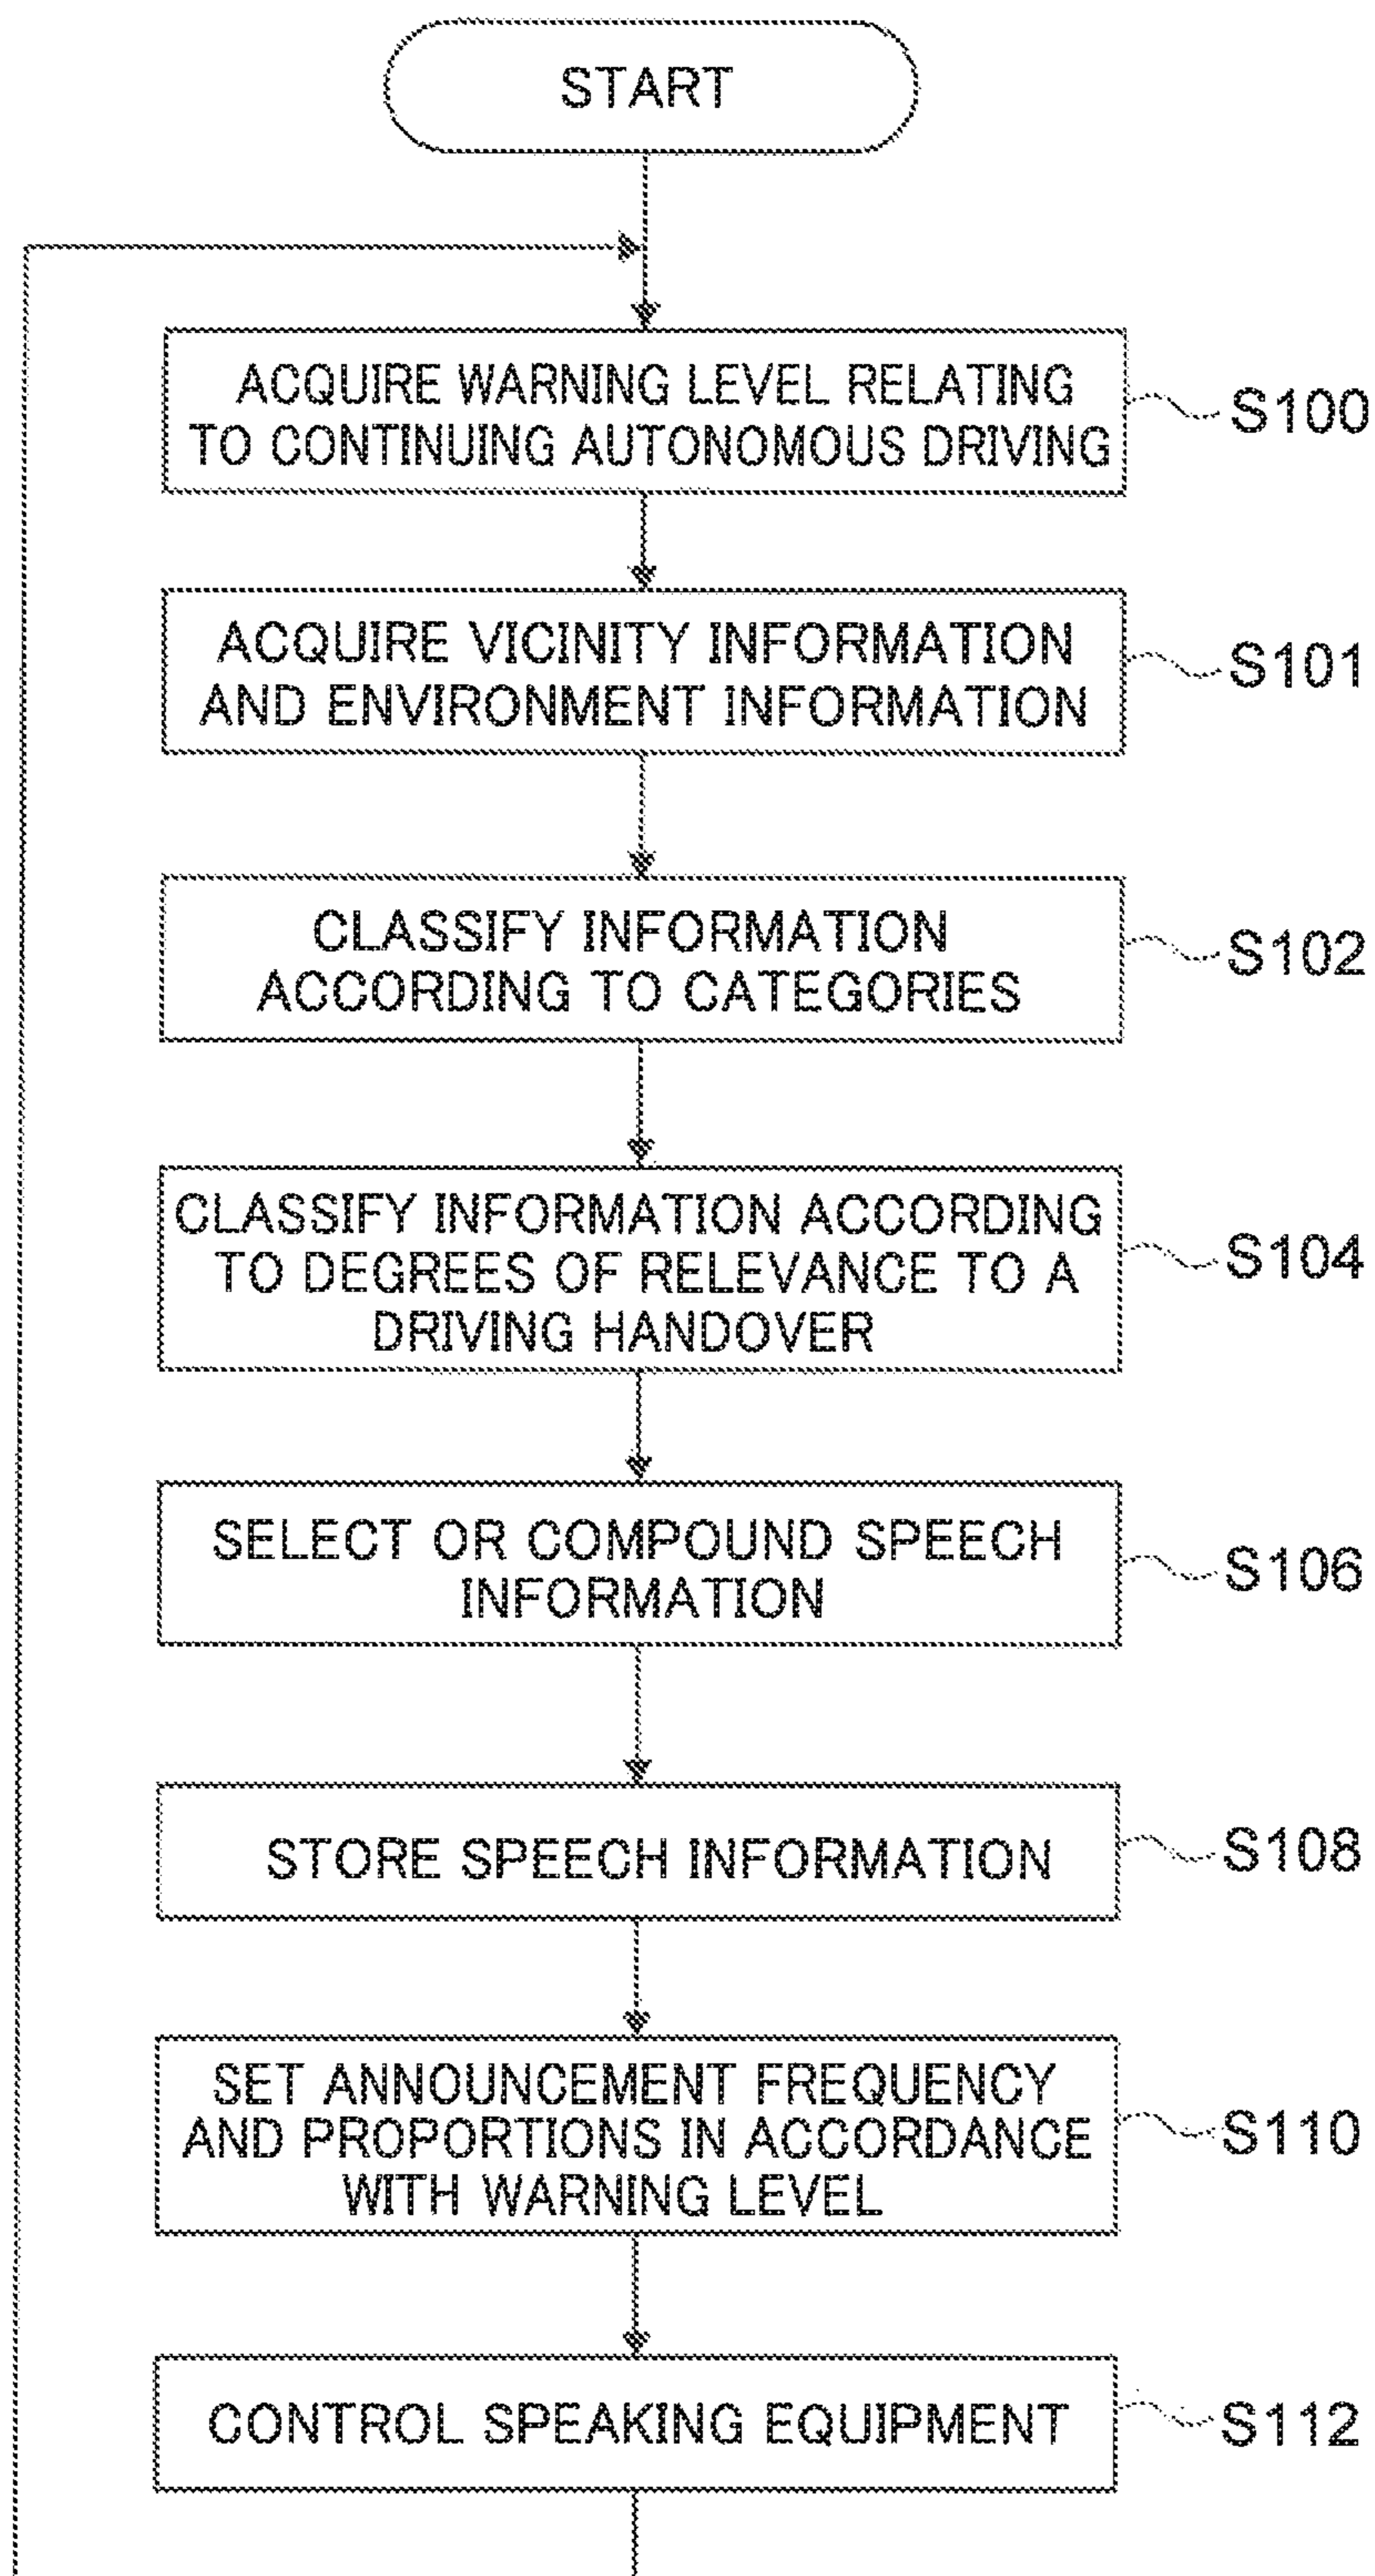 START
ACQUIRE WARNING LEVEL RELATING
TO CONTINUING AUTONOMOUS DRIVING
S100
ACQUIRE VICINITY INFORMATION
AND ENVIRONMENT INFORMATION
S101
CLASSIFY INFORMATION
ACCORDING TO CATEGORIES
S102
CLASSIFY INFORMATION ACCORDING
TO DEGREES OF RELEVANCE TO A
DRIVING HANDOVER
S104
SELECT OR COMPOUND SPEECH
INFORMATION
S106
STORE SPEECH INFORMATION
S108
SET ANNOUNCEMENT FREQUENCY
AND PROPORTIONS IN ACCORDANCE
WITH WARNING LEVEL
S110
CONTROL SPEAKING EQUIPMENT
S112